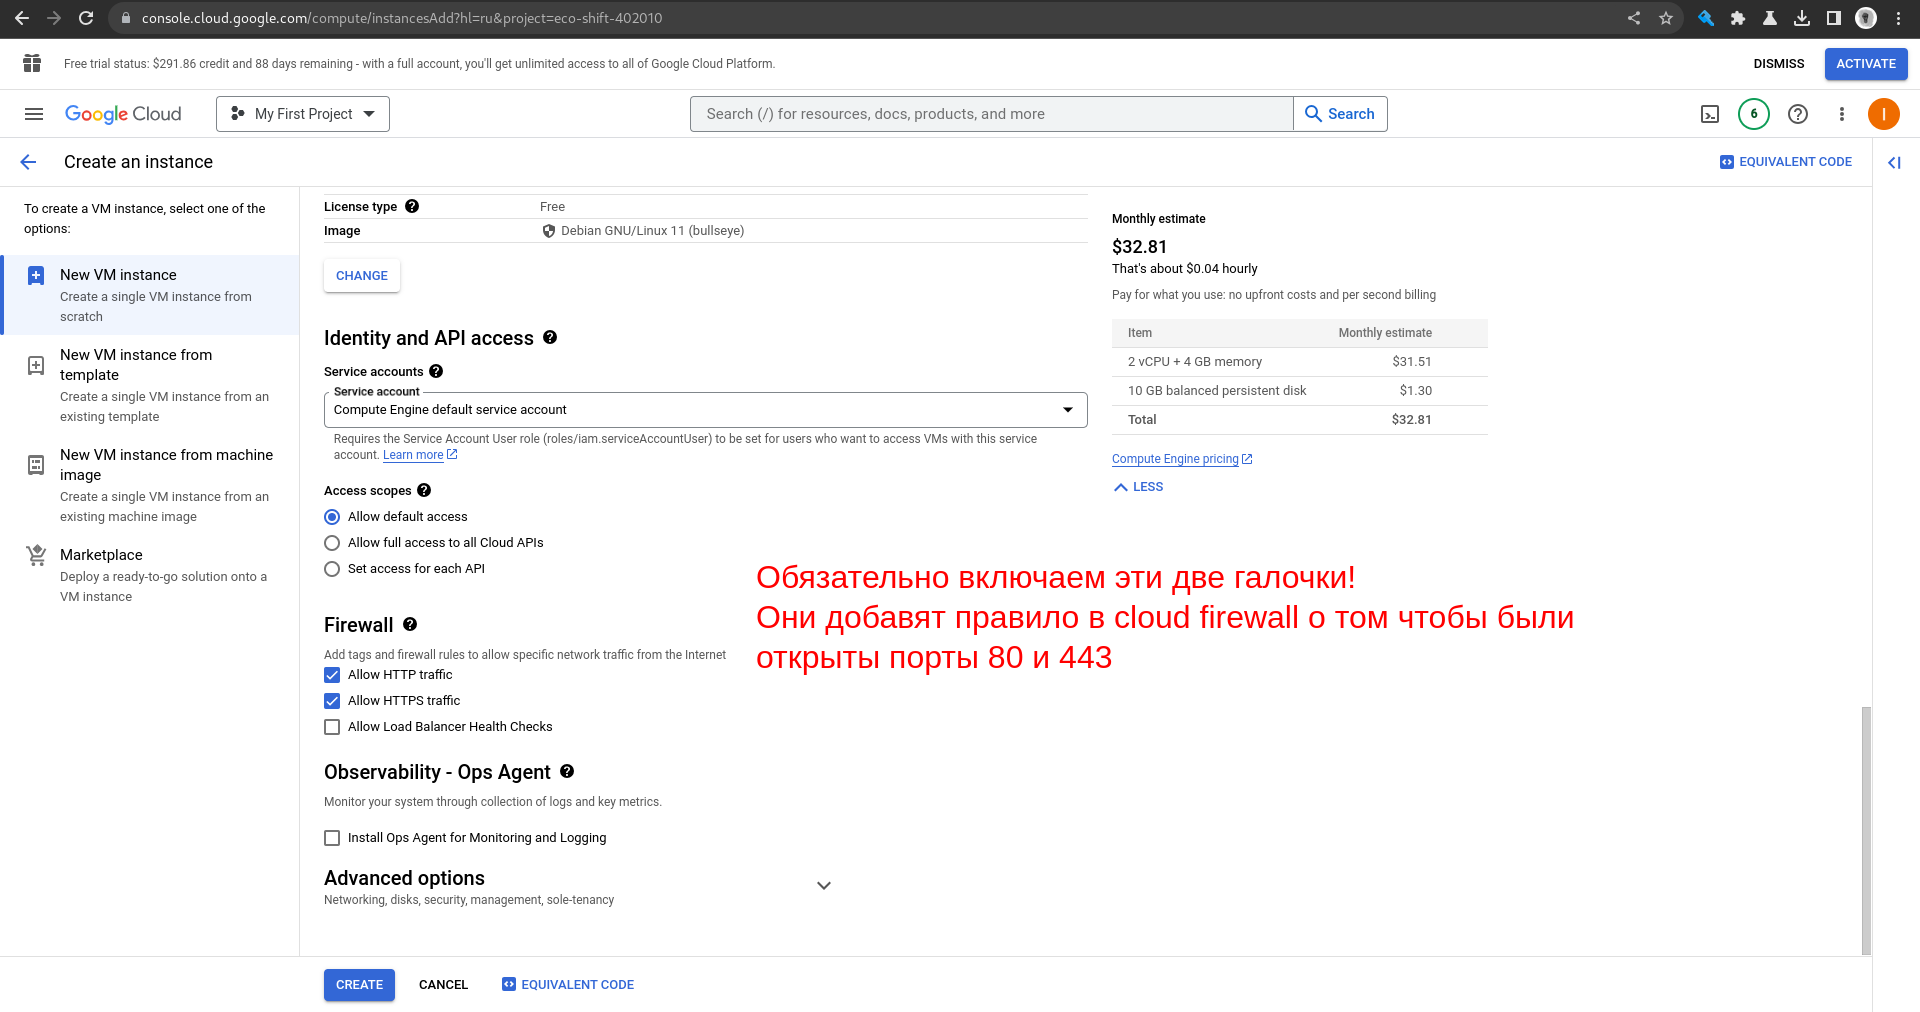 console.cloud.google.com/compute/instancesAdd?hl=ru&project=eco-shift-402010
Free trial status: $291.86 credit and 88 days remaining - with a full account, you'll get unlimited access to all of Google Cloud Platform.
DISMISS
ACTIVATE
Google Cloud
My First Project
Search (/) for resources, docs, products, and more
Search
6
I
Create an instance
EQUIVALENT CODE
To create a VM instance, select one of the
options:
New VM instance
Create a single VM instance from
scratch
New VM instance from
template
Create a single VM instance from an
existing template
New VM instance from machine
image
Create a single VM instance from an
existing machine image
Marketplace
Deploy a ready-to-go solution onto a
VM instance
License type
Free
Image
Debian GNU/Linux 11 (bullseye)
CHANGE
Identity and API access
Service accounts
Service account
Compute Engine default service account
Requires the Service Account User role (roles/iam.serviceAccountUser) to be set for users who want to access VMs with this service
account. Learn more
Access scopes
Allow default access
Allow full access to all Cloud APIs
Set access for each API
Firewall
Add tags and firewall rules to allow specific network traffic from the Internet
Allow HTTP traffic
Allow HTTPS traffic
Allow Load Balancer Health Checks
Observability - Ops Agent
Monitor your system through collection of logs and key metrics.
Install Ops Agent for Monitoring and Logging
Advanced options
Networking, disks, security, management, sole-tenancy
Monthly estimate
$32.81
That's about $0.04 hourly
Pay for what you use: no upfront costs and per second billing
Item Monthly estimate
2 vCPU + 4 GB memory $31.51
10 GB balanced persistent disk $1.30
Total $32.81
Compute Engine pricing
LESS
Обязательно включаем эти две галочки!
Они добавят правило в cloud firewall о том чтобы были
открыты порты 80 и 443
CREATE
CANCEL
EQUIVALENT CODE